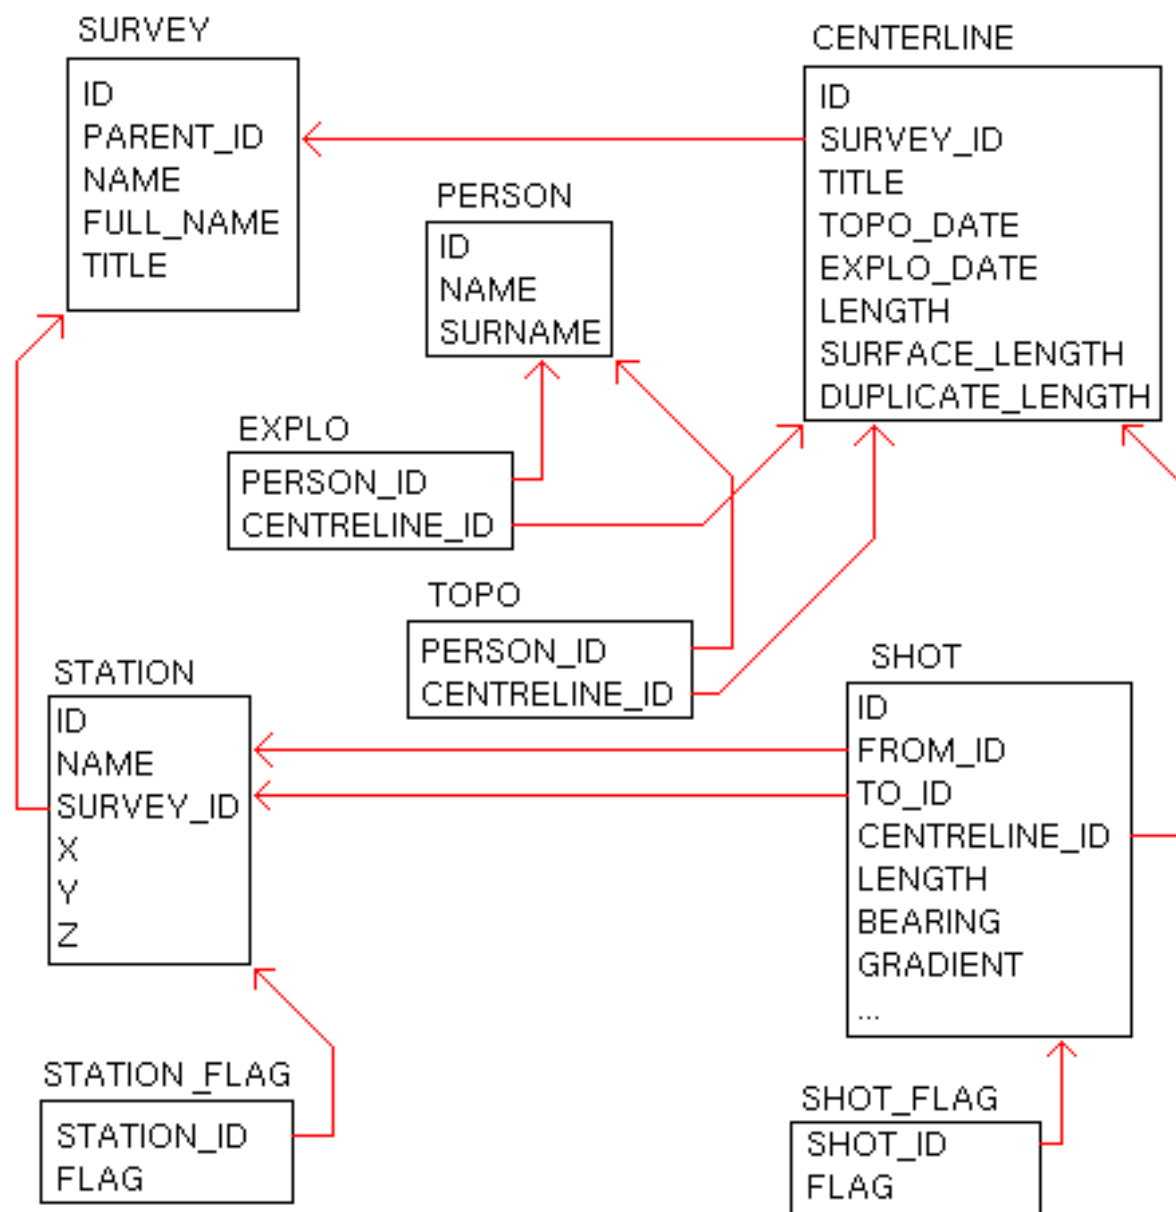 SURVEY
ID
PARENT_ID
NAME
FULL_NAME
TITLE
CENTERLINE
ID
SURVEY_ID
TITLE
TOPO_DATE
EXPLO_DATE
LENGTH
SURFACE_LENGTH
DUPLICATE_LENGTH
PERSON
ID
NAME
SURNAME
EXPLO
PERSON_ID
CENTRELINE_ID
TOPO
PERSON_ID
CENTRELINE_ID
STATION
ID
NAME
SURVEY_ID
X
Y
Z
SHOT
ID
FROM_ID
TO_ID
CENTRELINE_ID
LENGTH
BEARING
GRADIENT
...
STATION_FLAG
STATION_ID
FLAG
SHOT_FLAG
SHOT_ID
FLAG